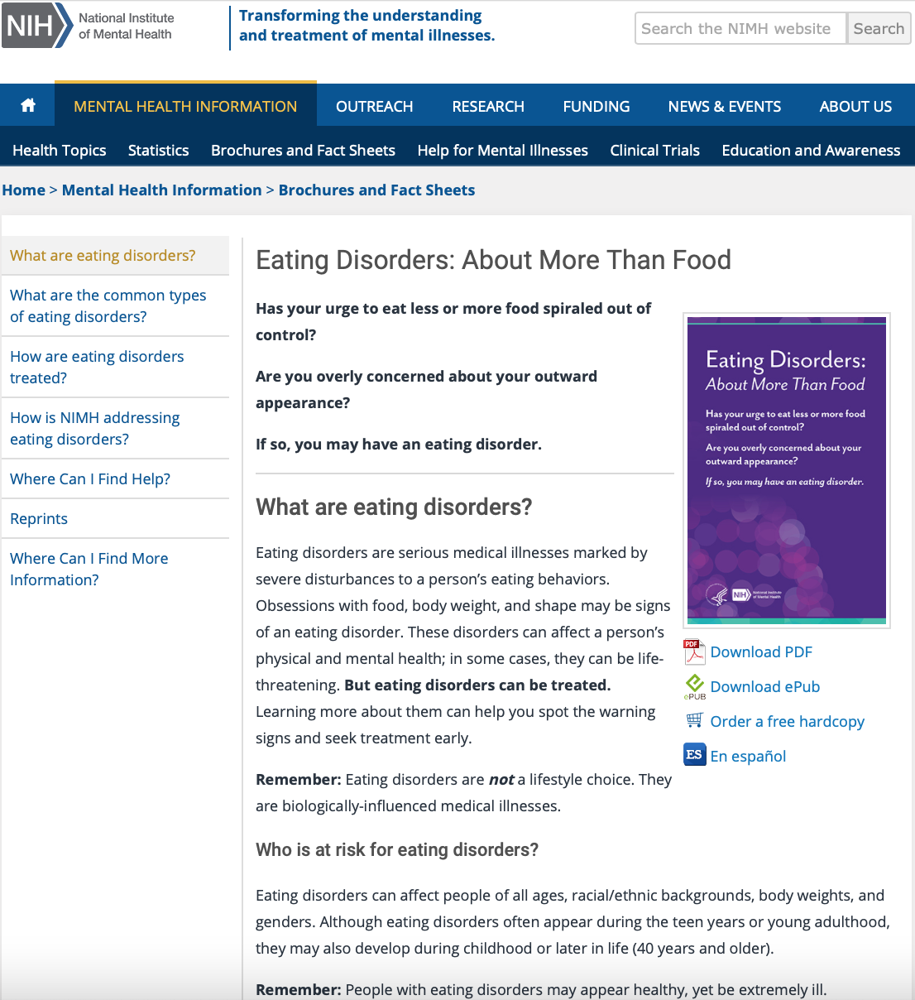 NIH National Institute
of Mental Health
Transforming the understanding
and treatment of mental illnesses.
Search the NIMH website
Search
MENTAL HEALTH INFORMATION
OUTREACH
RESEARCH
FUNDING
NEWS & EVENTS
ABOUT US
Health Topics
Statistics
Brochures and Fact Sheets
Help for Mental Illnesses
Clinical Trials
Education and Awareness
Home > Mental Health Information > Brochures and Fact Sheets
What are eating disorders?
What are the common types
of eating disorders?
How are eating disorders
treated?
How is NIMH addressing
eating disorders?
Where Can I Find Help?
Reprints
Where Can I Find More
Information?
Eating Disorders: About More Than Food
Has your urge to eat less or more food spiraled out of
control?
Are you overly concerned about your outward
appearance?
If so, you may have an eating disorder.
What are eating disorders?
Eating disorders are serious medical illnesses marked by
severe disturbances to a person’s eating behaviors.
Obsessions with food, body weight, and shape may be signs
of an eating disorder. These disorders can affect a person’s
physical and mental health; in some cases, they can be life-
threatening. But eating disorders can be treated.
Learning more about them can help you spot the warning
signs and seek treatment early.
Remember: Eating disorders are not a lifestyle choice. They
are biologically-influenced medical illnesses.
Who is at risk for eating disorders?
Eating disorders can affect people of all ages, racial/ethnic backgrounds, body weights, and
genders. Although eating disorders often appear during the teen years or young adulthood,
they may also develop during childhood or later in life (40 years and older).
Remember: People with eating disorders may appear healthy, yet be extremely ill.
Eating Disorders:
About More Than Food
Has your urge to eat less or more food
spiraled out of control?
Are you overly concerned about your
outward appearance?
If so, you may have an eating disorder.
NIH National Institute
of Mental Health
PDF Download PDF
ePUB Download ePub
Order a free hardcopy
ES En español